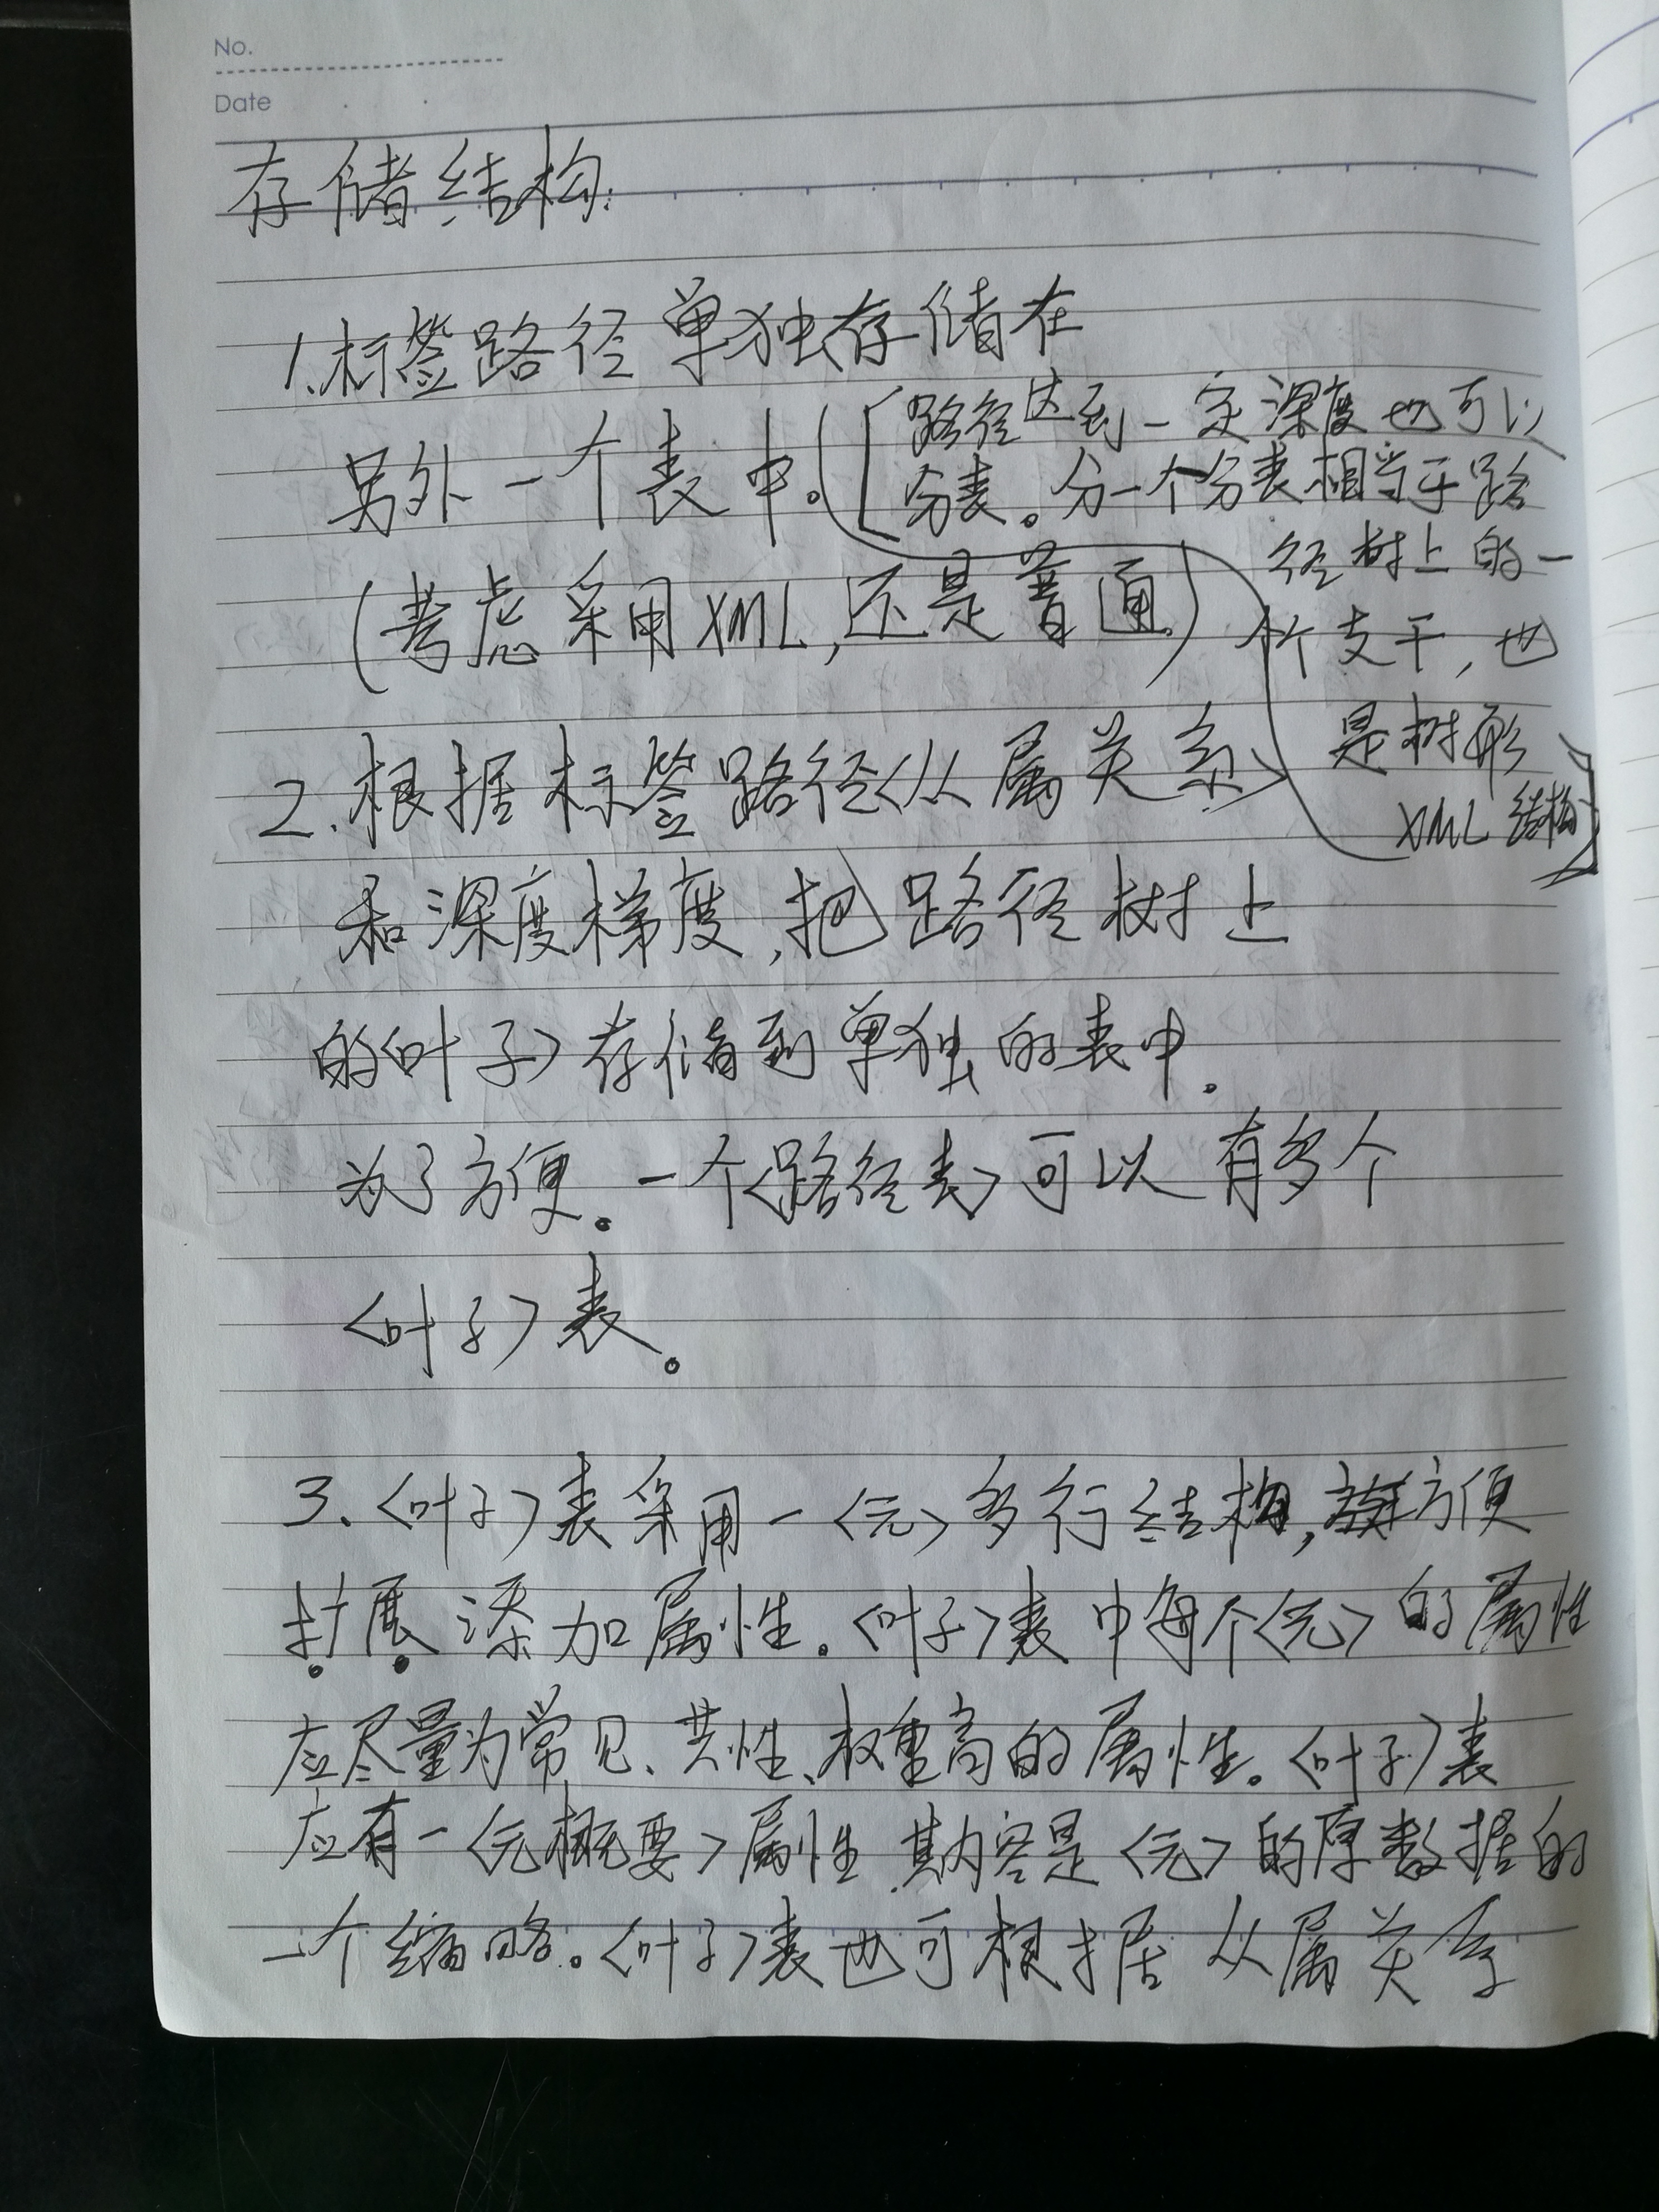 No.
Date
存储结构:
1.标签路径单独存储在
另外一个表中。
[路径达到一定深度也可以
分表。分一个分表相当于路
径树上的一
个支干,也
是树形
XML结构]
(考虑采用XML,还是普通)
2.根据标签路径<从属关系>
和深度梯度,把路径树上
的<叶子>存储到单独的表中.
为了方便。一个<路径表>可以有多个
<叶子>表。
3.<叶子>表采用一<元>多行结构,方便
扩展添加属性。<叶子>表中每个<元>的属性
应尽量为常见、共性、权重高的属性。<叶子>表
应有一<元概要>属性.其内容是<元>的原数据的
一个缩略。<叶子>表也可根据从属关系